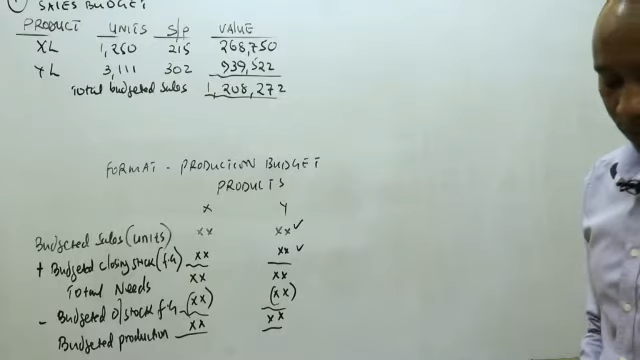 SALES BUDGET
PRODUCT UNITS S/P VALUE
XL 1,250 215 268,750
YL 3,111 302 939,522
Total budgeted sales 1,208,272
FORMAT - PRODUCTION BUDGET
PRODUCTS
X Y
Budgeted Sales (units) xx xx ✓
+ Budgeted closing stock (f.G) xx xx ✓
Total Needs xx xx
- Budgeted O/stock f.G (xx) (xx)
Budgeted production xx xx